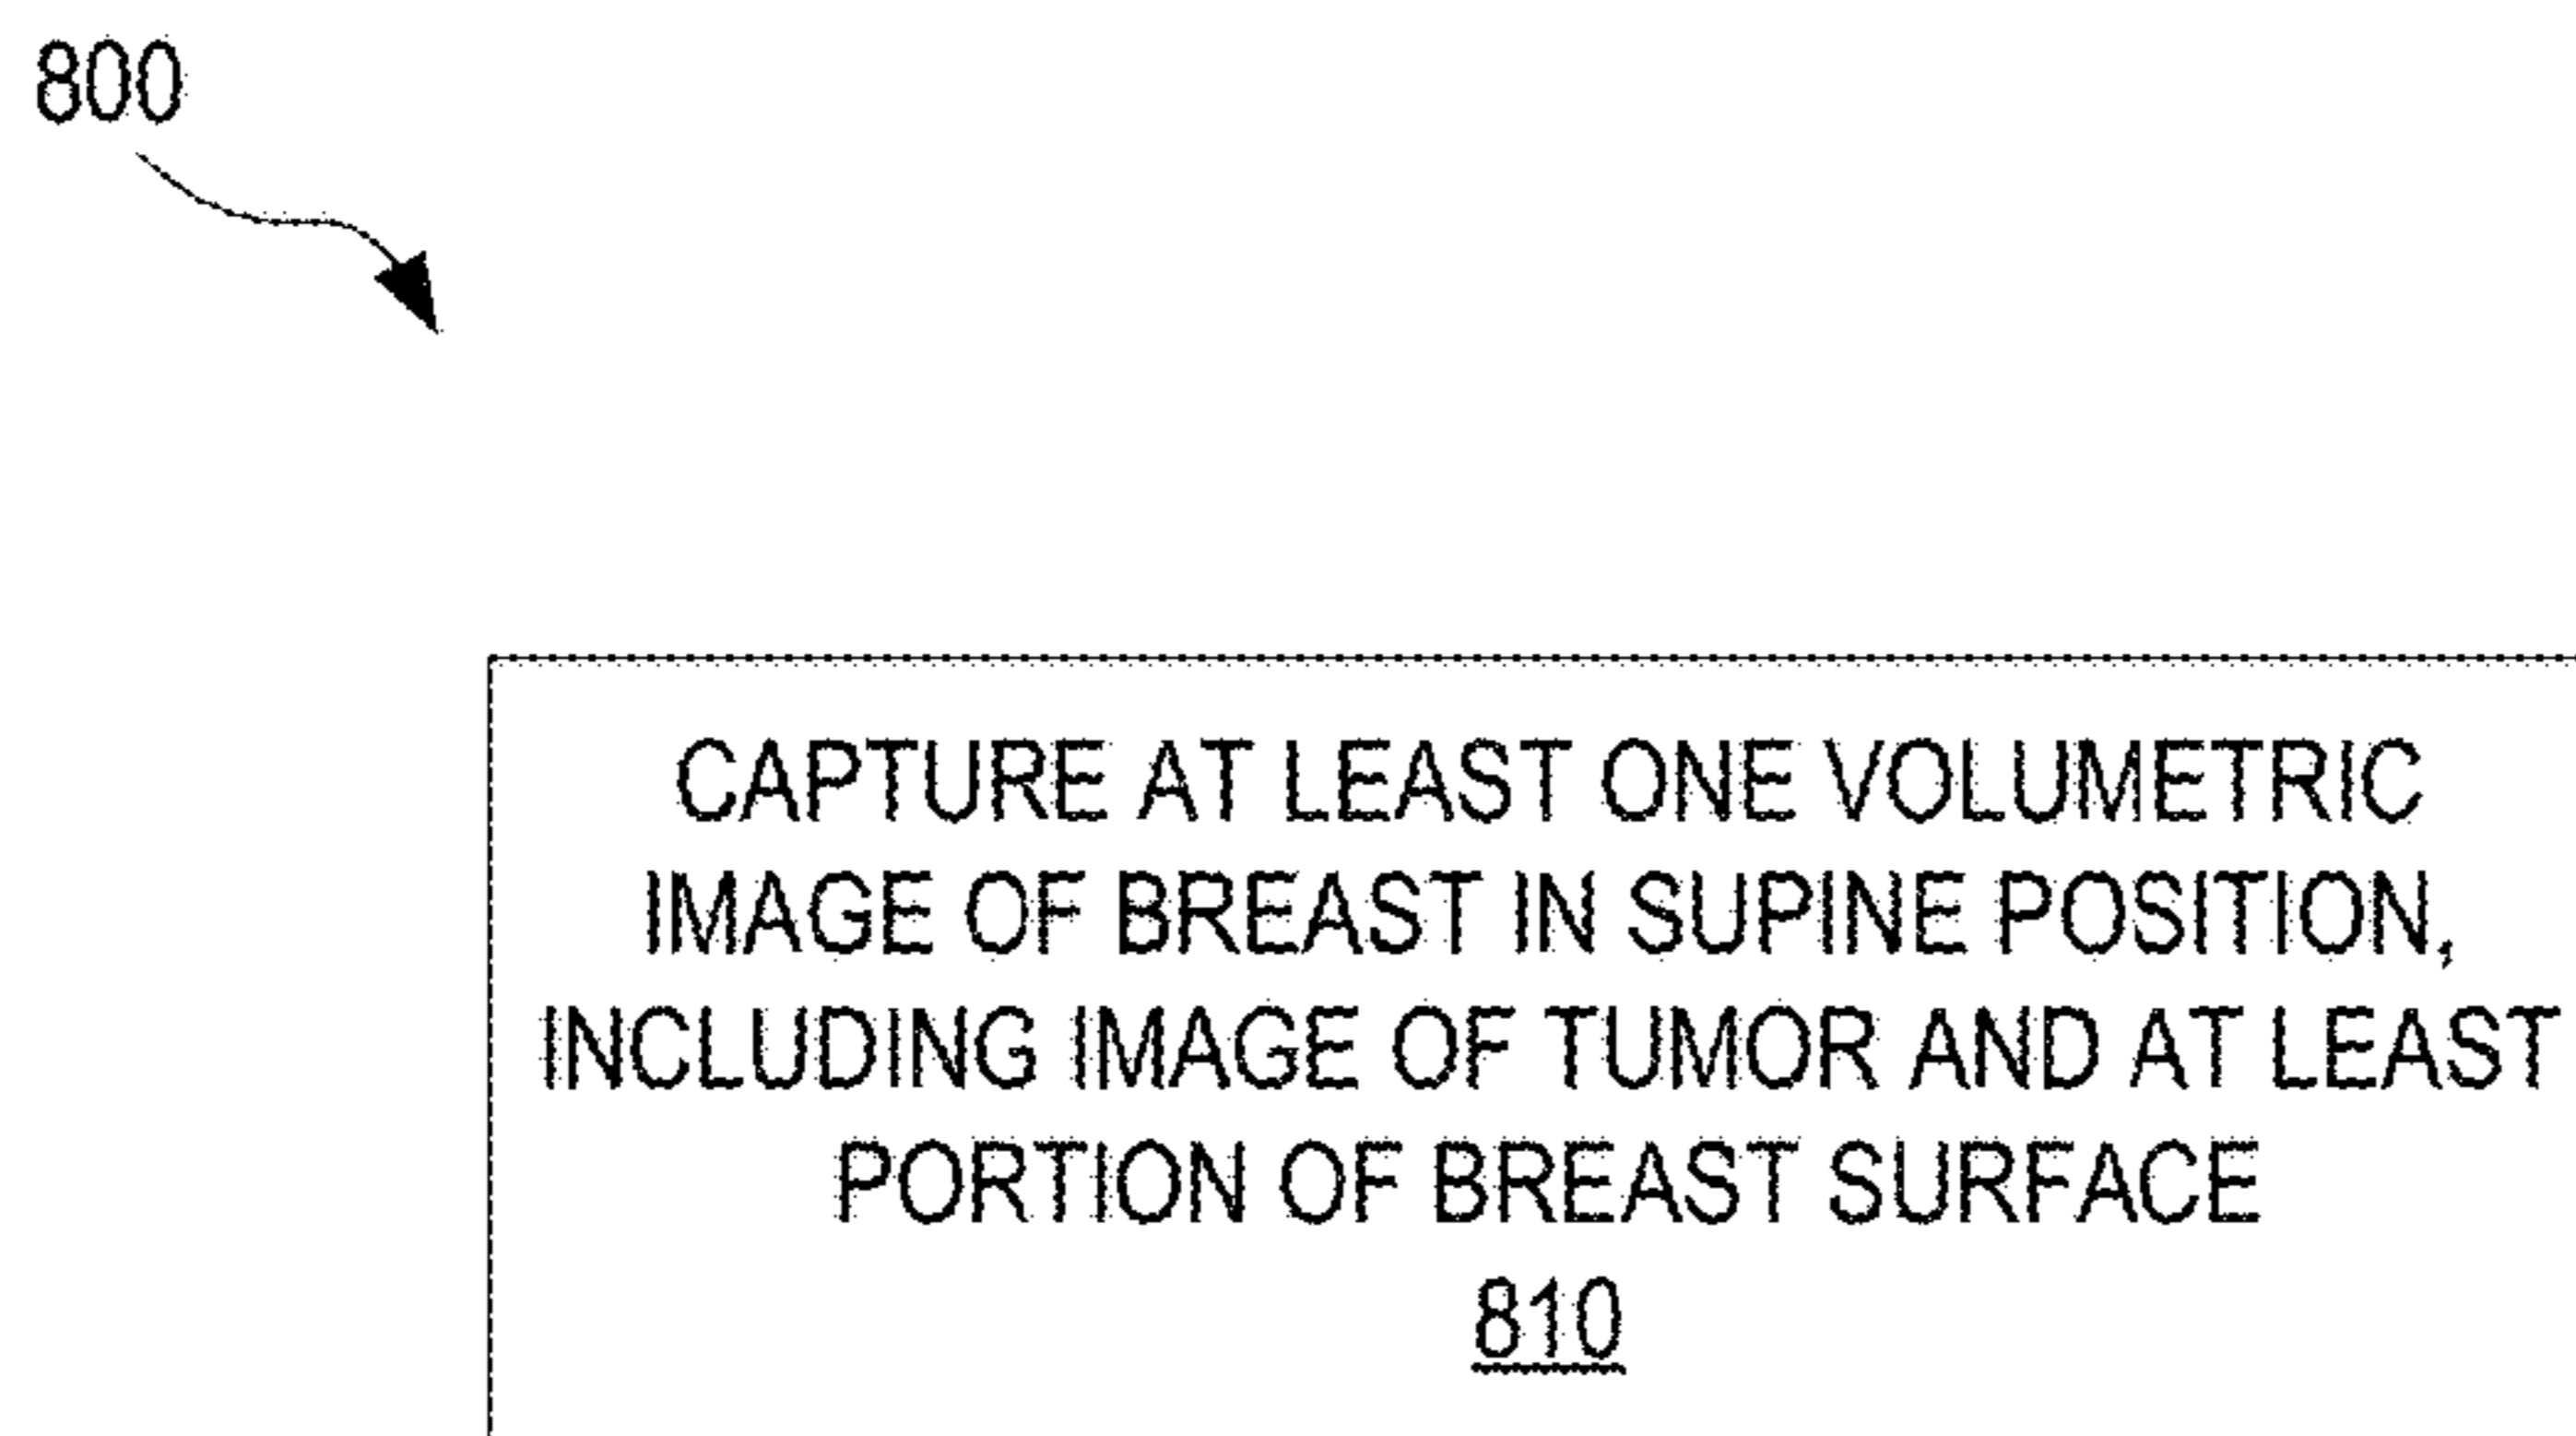 800
CAPTURE AT LEAST ONE VOLUMETRIC
IMAGE OF BREAST IN SUPINE POSITION,
INCLUDING IMAGE OF TUMOR AND AT LEAST
PORTION OF BREAST SURFACE
810